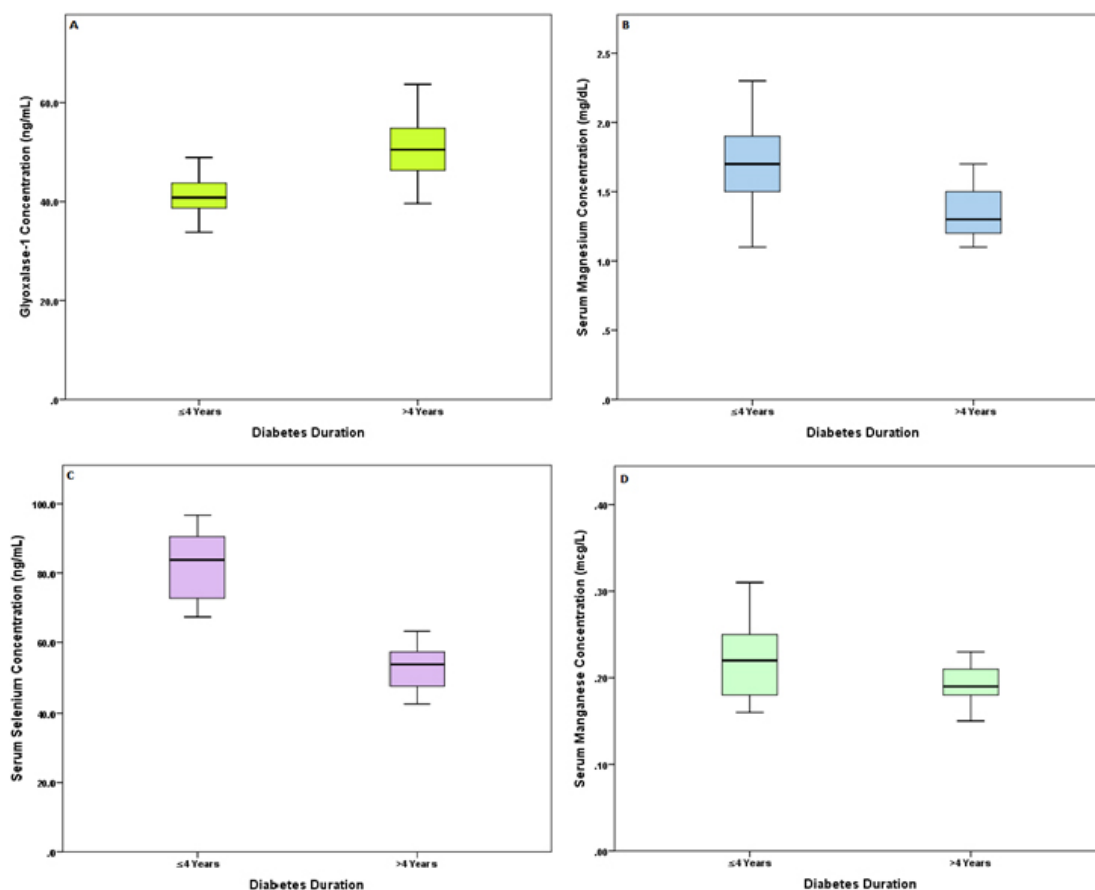 A
Glyoxalase-1 Concentration (ng/mL)
60.0
40.0
20.0
.0
≤4 Years
>4 Years
Diabetes Duration
B
Serum Magnesium Concentration (mg/dL)
2.5
2.0
1.5
1.0
.5
.0
≤4 Years
>4 Years
Diabetes Duration
C
Serum Selenium Concentration (ng/mL)
100.0
80.0
60.0
40.0
20.0
.0
≤4 Years
>4 Years
Diabetes Duration
D
Serum Manganese Concentration (mcg/L)
.40
.30
.20
.10
.00
≤4 Years
>4 Years
Diabetes Duration